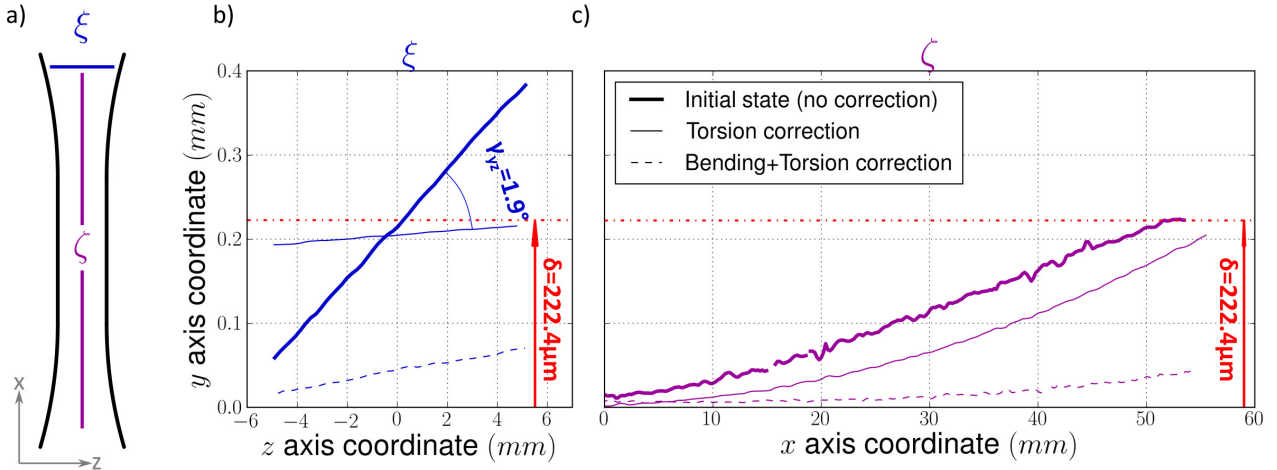 a)
ξ
ζ
X
Z
b)
ξ
y axis coordinate (mm)
0.4
0.3
0.2
0.1
0.0
γyz=1.9°
δ=222.4μm
−6 −4 −2 0 2 4 6
z axis coordinate (mm)
c)
ζ
Initial state (no correction)
Torsion correction
Bending+Torsion correction
δ=222.4μm
0 10 20 30 40 50 60
x axis coordinate (mm)